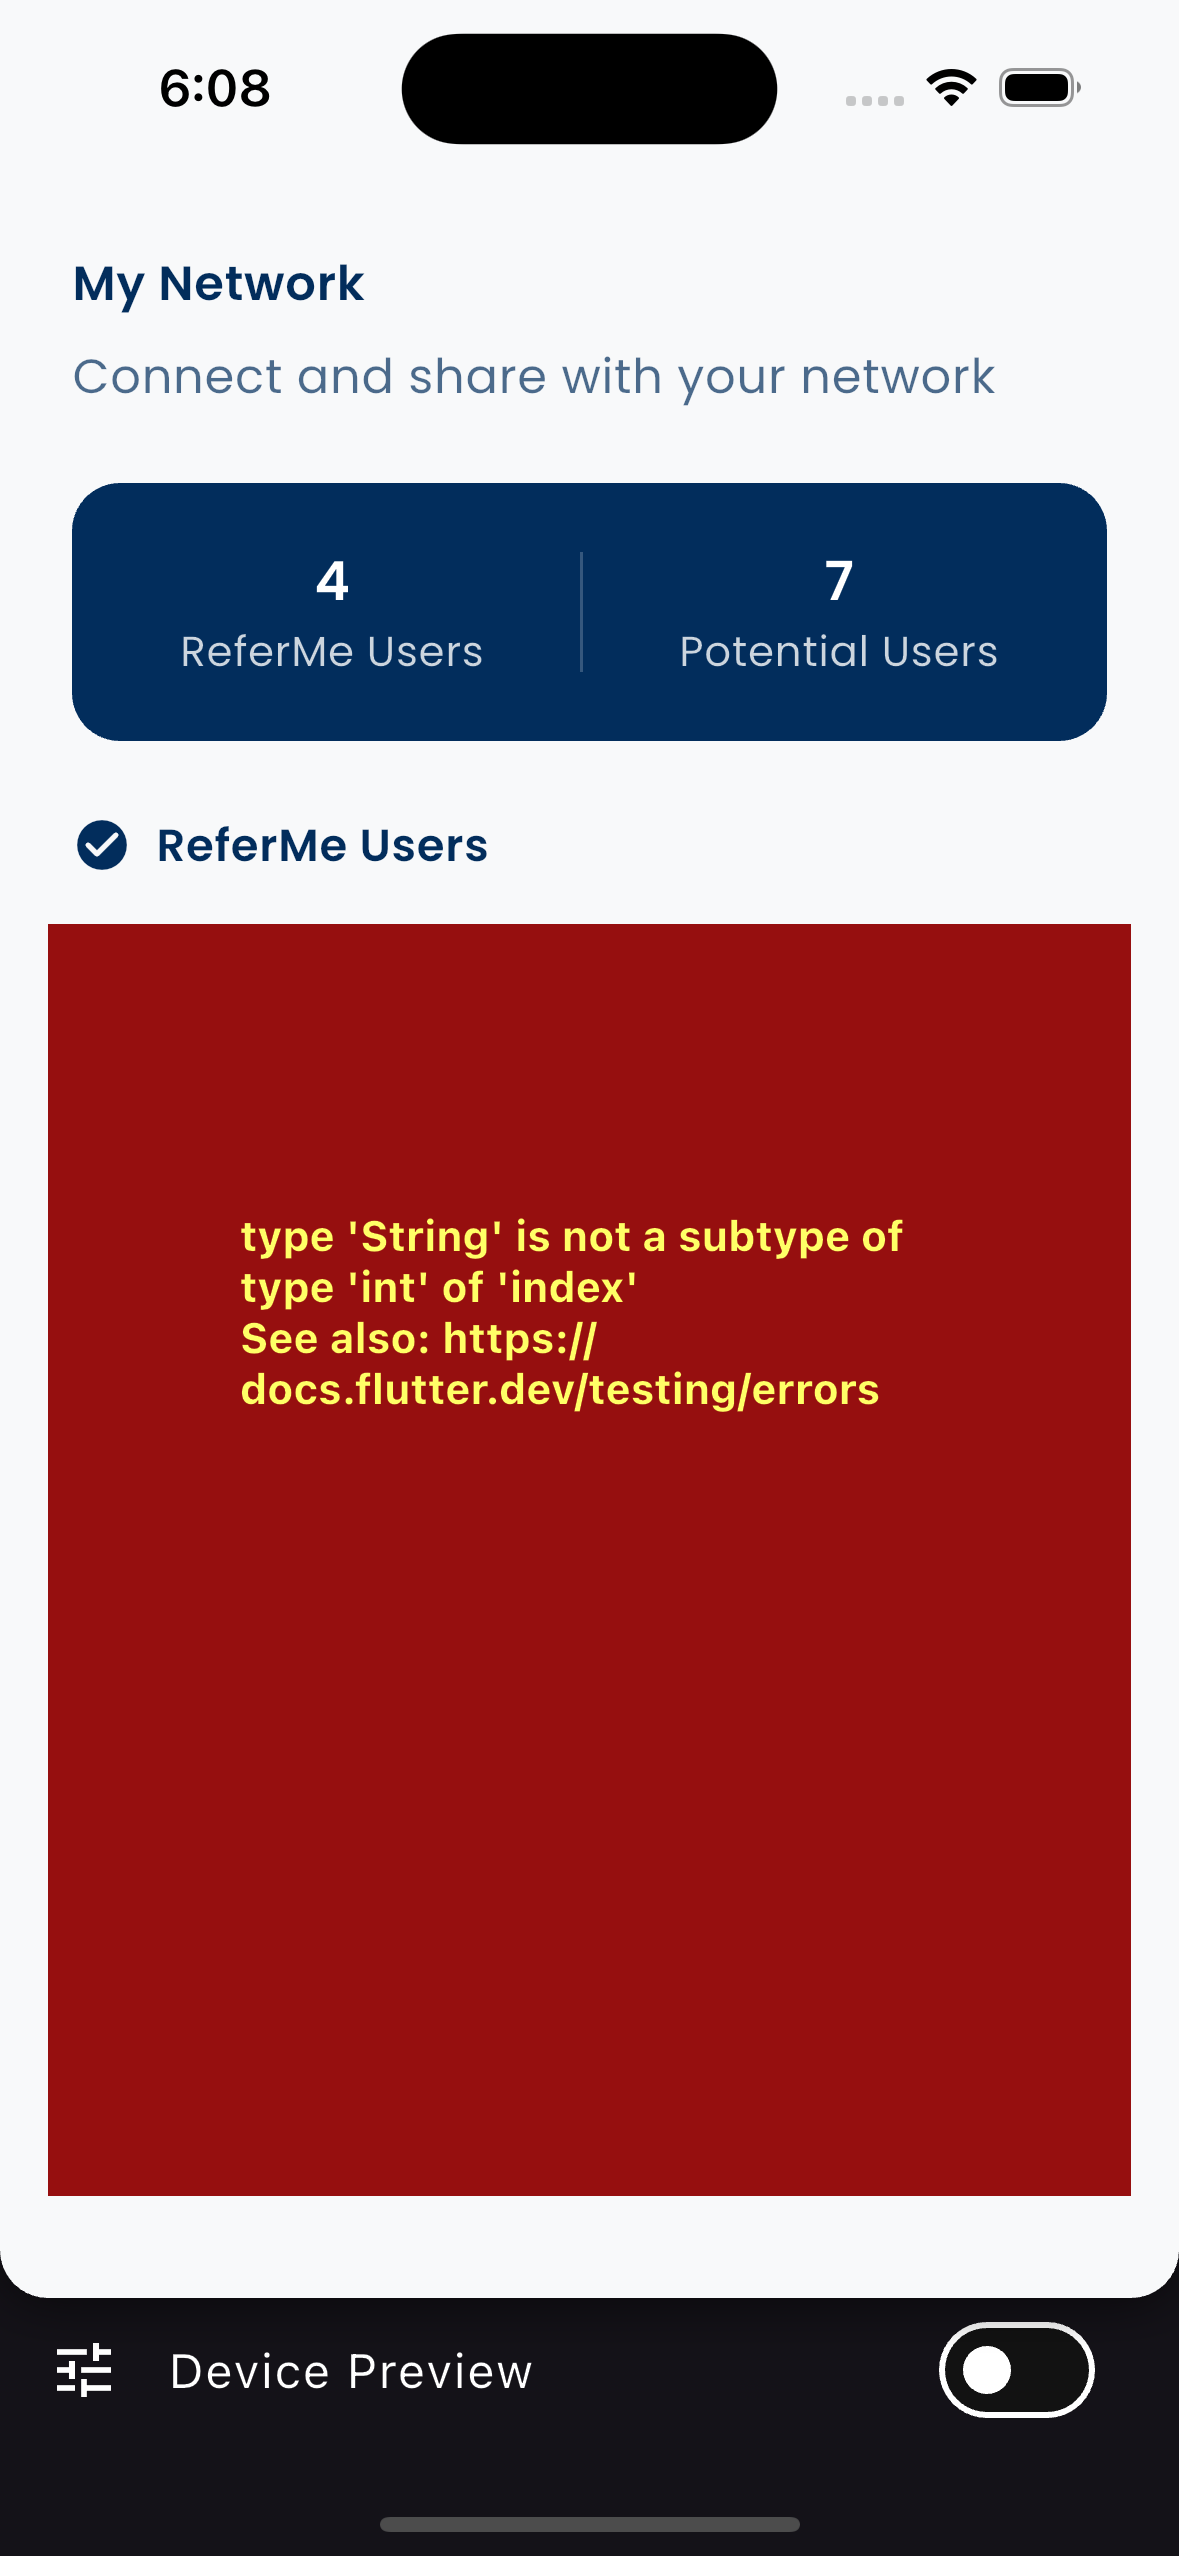 6:08
My Network
Connect and share with your network
4
ReferMe Users
7
Potential Users
ReferMe Users
type 'String' is not a subtype of
type 'int' of 'index'
See also: https://
docs.flutter.dev/testing/errors
Device Preview